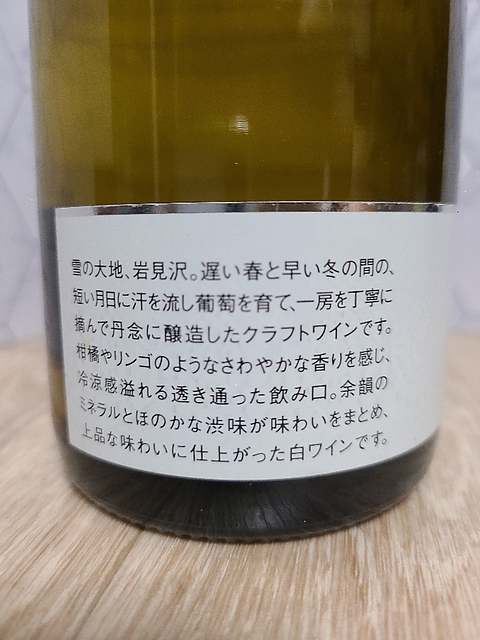 雪の大地、岩見沢。遅い春と早い冬の間の、
短い月日に汗を流し葡萄を育て、一房を丁寧に
摘んで丹念に醸造したクラフトワインです。
柑橘やリンゴのようなさわやかな香りを感じ、
冷涼感溢れる透き通った飲み口。余韻の
ミネラルとほのかな渋味が味わいをまとめ、
上品な味わいに仕上がった白ワインです。